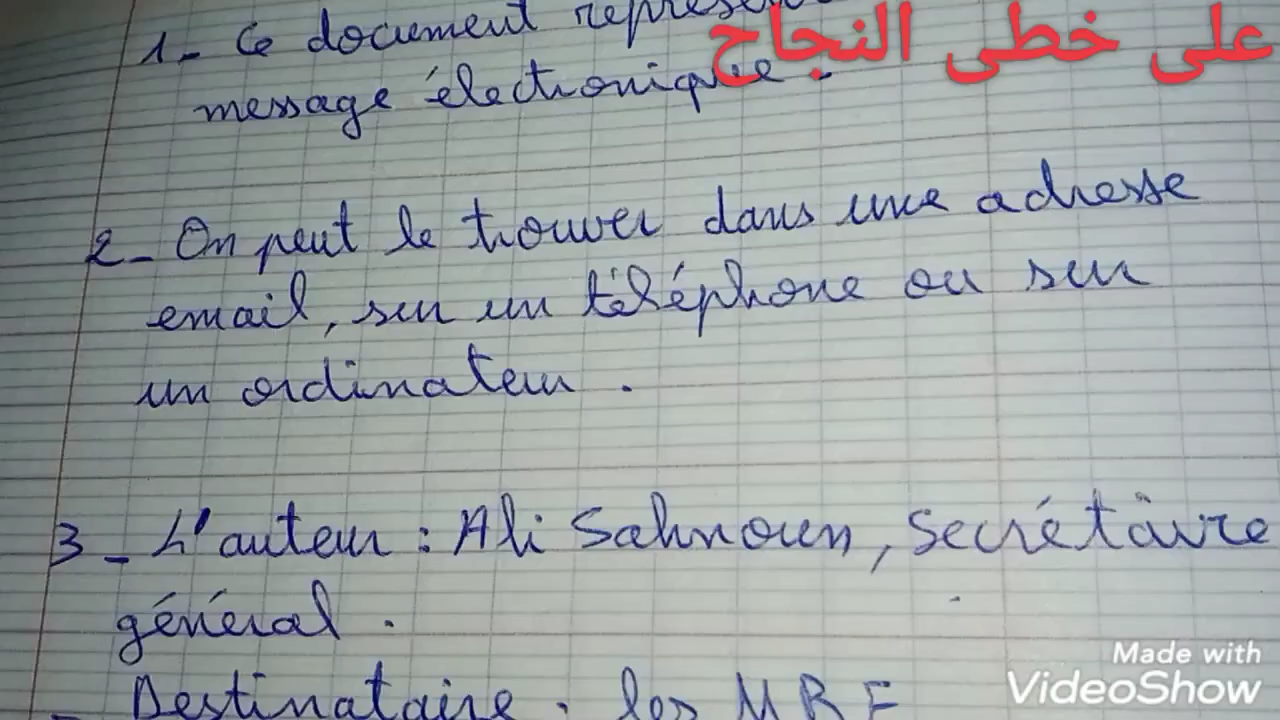 على خطى النجاح
1- Ce document représen
message électronique.
2- On peut le trouver dans une adresse
email, sur un téléphone ou sur
un ordinateur.
3- L'auteur : Ali Sahnoun, secrétaire
général.
- Destinataire : les MRE
Made with
VideoShow